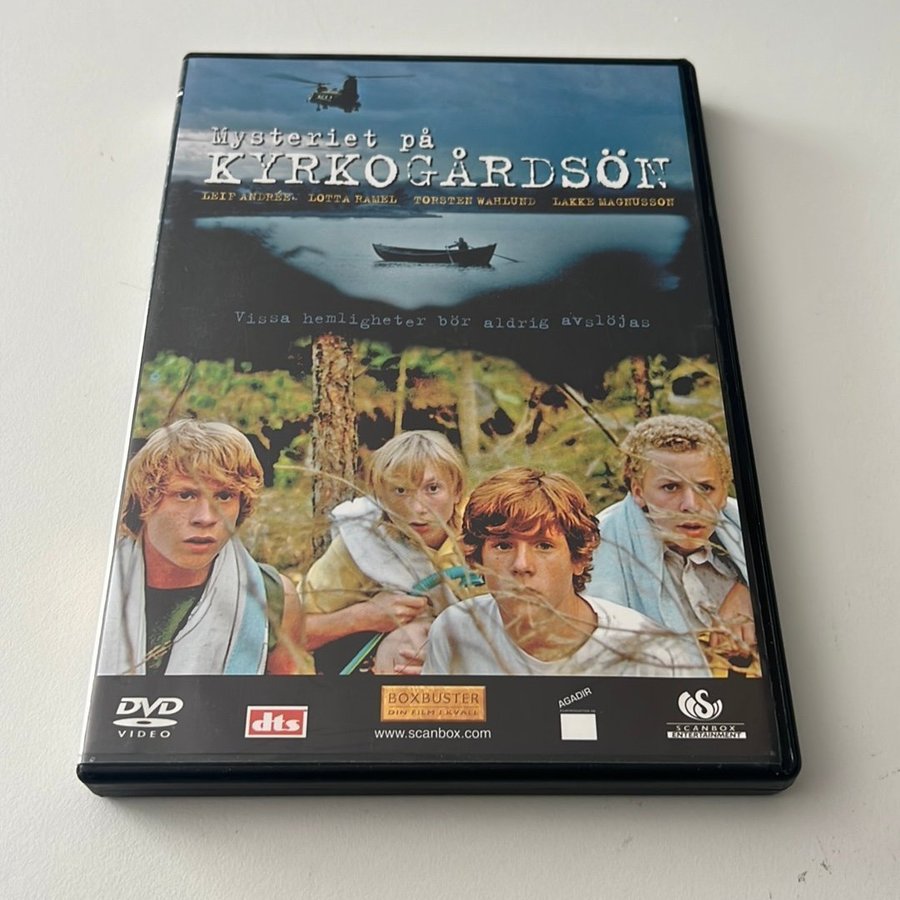 Mysteriet på
KYRKOGÅRDSÖN
LEIF ANDRÉE LOTTA RAMEL TORSTEN WAHLUND LAKKE MAGNUSSON
Vissa hemligheter bör aldrig avslöjas
DVD
VIDEO
dts
BOXBUSTER
DIN FILM I KVÄLL
www.scanbox.com
AGADIR
SCANBOX
ENTERTAINMENT